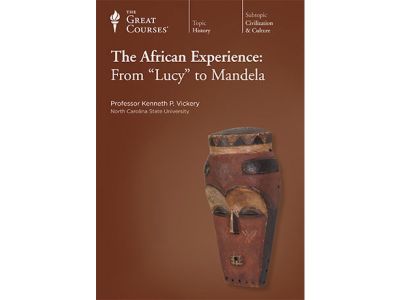 THE
GREAT
COURSES®
Topic
History
Subtopic
Civilization
& Culture
The African Experience:
From “Lucy” to Mandela
Professor Kenneth P. Vickery
North Carolina State University